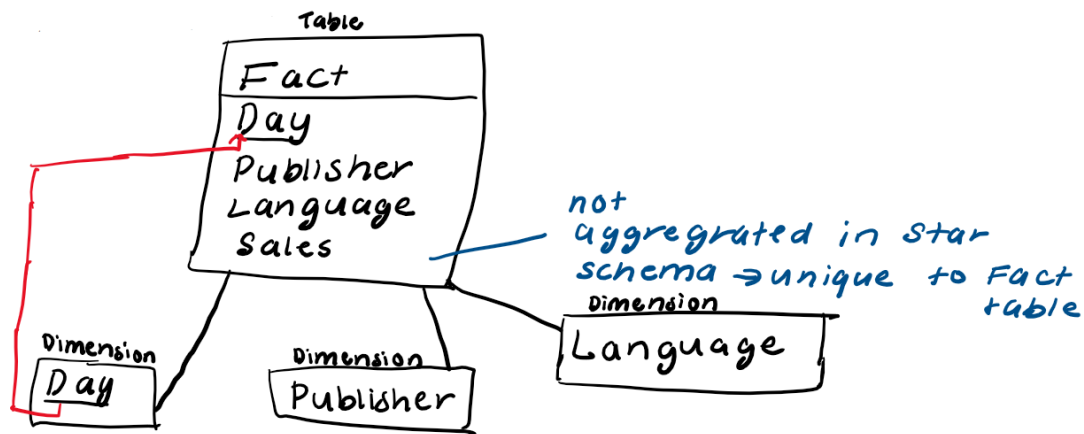 Table
Fact
Day
Publisher
Language
Sales
not
aggregrated in star
schema → unique to Fact
table
Dimension
Day
Dimension
Publisher
Dimension
Language